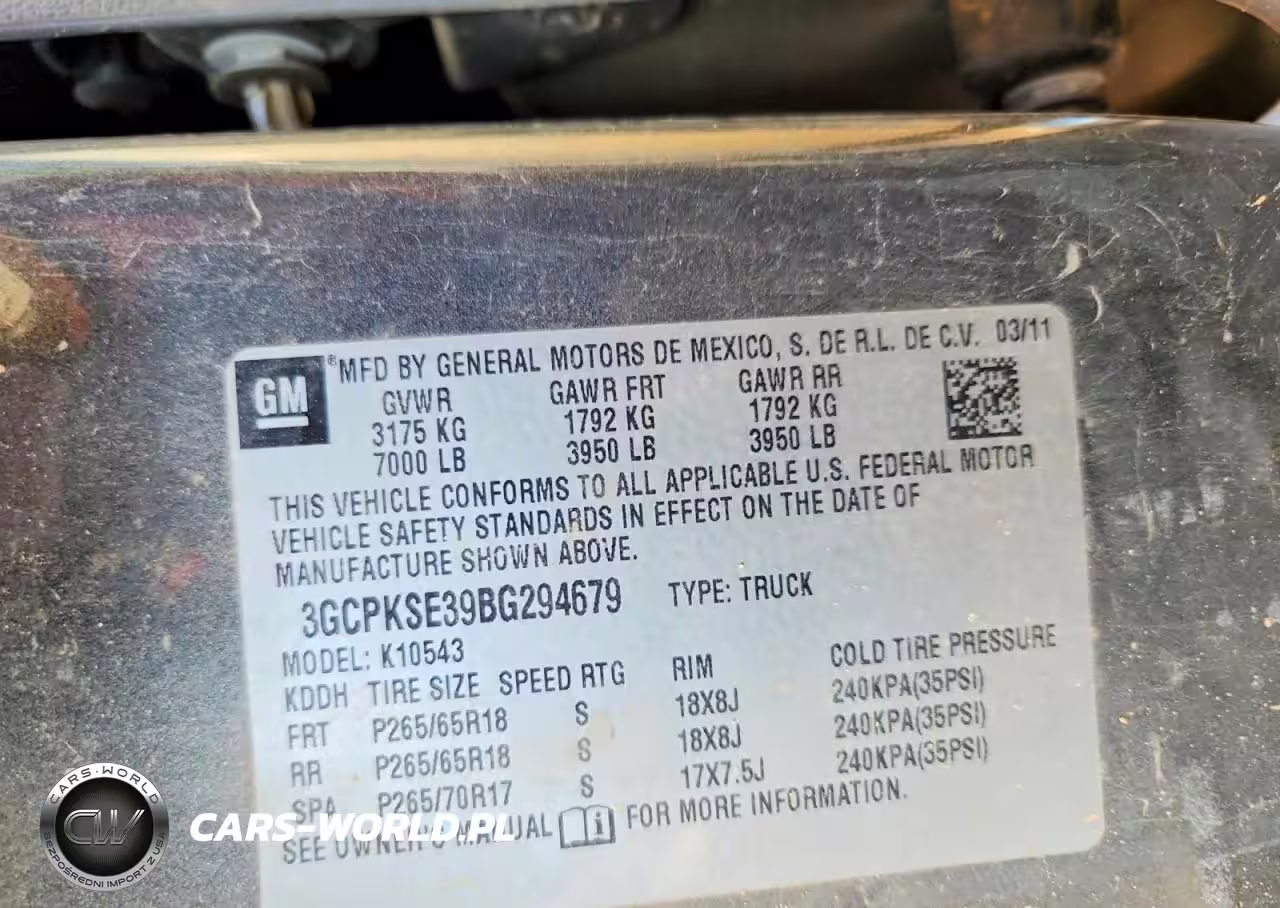 GM
®MFD BY GENERAL MOTORS DE MEXICO, S. DE R.L. DE C.V. 03/11
GVWR GAWR FRT GAWR RR
3175 KG 1792 KG 1792 KG
7000 LB 3950 LB 3950 LB
THIS VEHICLE CONFORMS TO ALL APPLICABLE U.S. FEDERAL MOTOR
VEHICLE SAFETY STANDARDS IN EFFECT ON THE DATE OF
MANUFACTURE SHOWN ABOVE.
3GCPKSE39BG294679 TYPE: TRUCK
MODEL: K10543
KDDH TIRE SIZE SPEED RTG RIM COLD TIRE PRESSURE
FRT P265/65R18 S 18X8J 240KPA(35PSI)
RR P265/65R18 S 18X8J 240KPA(35PSI)
SPA P265/70R17 S 17X7.5J 240KPA(35PSI)
SEE OWNER'S MANUAL FOR MORE INFORMATION.
CARS-WORLD
CW
BEZPOŚREDNI IMPORT Z USA
CARS-WORLD.PL